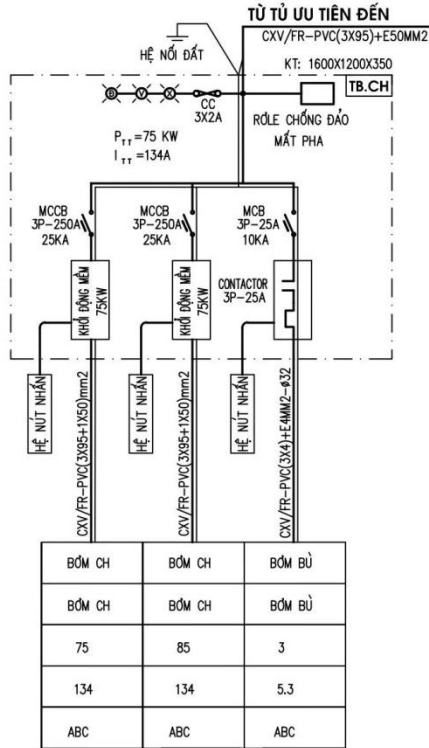 TỪ TỦ ƯU TIÊN ĐẾN
CXV/FR-PVC(3X95)+E50MM2
HỆ NỐI ĐẤT
KT: 1600X1200X350
TB.CH
Đ
V
X
CC
3X2A
RƠLE CHỐNG ĐẢO
MẤT PHA
PTT=75 KW
ITT=134A
MCCB
3P-250A
25KA
MCCB
3P-250A
25KA
MCB
3P-25A
10KA
KHỞI ĐỘNG MỀM
75KW
KHỞI ĐỘNG MỀM
75KW
CONTACTOR
3P-25A
HỆ NÚT NHẤN
CXV/FR-PVC(3X95+1X50)mm2
HỆ NÚT NHẤN
CXV/FR-PVC(3X95+1X50)mm2
HỆ NÚT NHẤN
CXV/FR-PVC(3X4)+E4MM2-Ø32
BƠM CH BƠM CH BƠM BÙ
BƠM CH BƠM CH BƠM BÙ
75 85 3
134 134 5.3
ABC ABC ABC